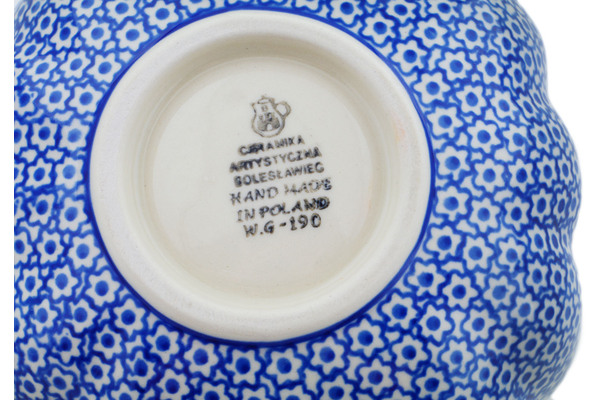 CERAMIKA
ARTYSTYCZNA
BOLESŁAWIEC
HAND MADE
IN POLAND
W.G-190